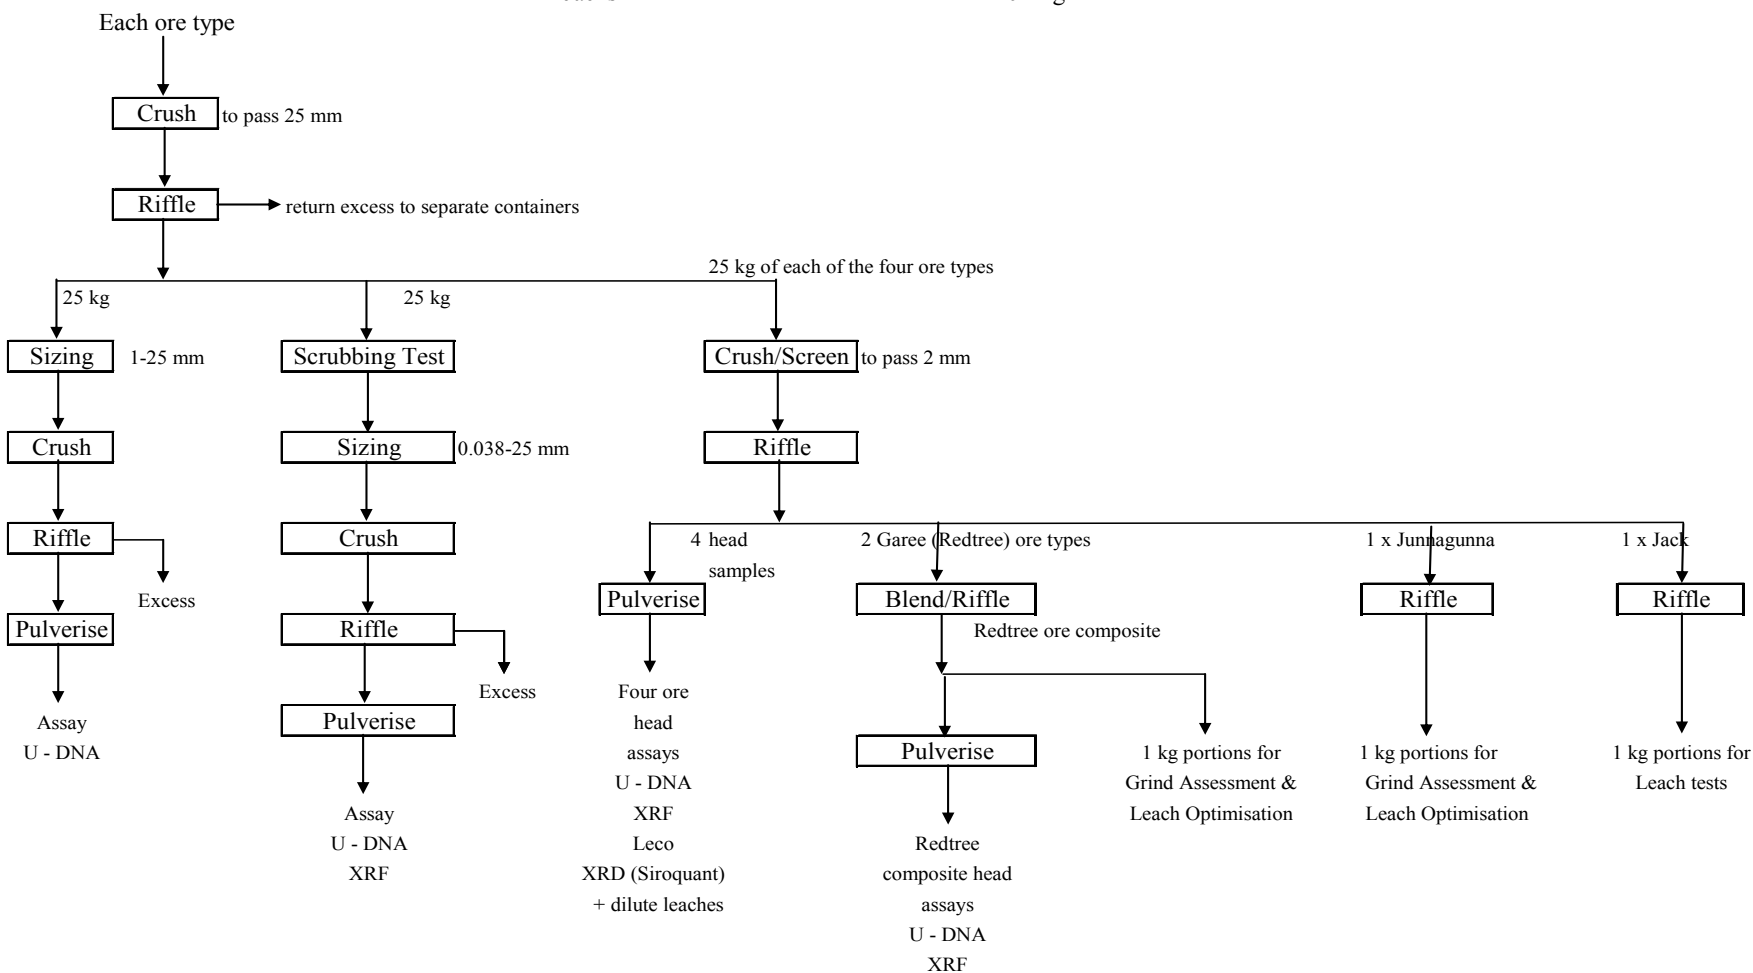 Each ore type
Crush
to pass 25 mm
Riffle
return excess to separate containers
25 kg of each of the four ore types
25 kg
25 kg
Sizing
1-25 mm
Scrubbing Test
Crush/Screen
to pass 2 mm
Crush
Sizing
0.038-25 mm
Riffle
Riffle
Crush
4 head
samples
2 Garee (Redtree) ore types
1 x Junnagunna
1 x Jack
Excess
Pulverise
Blend/Riffle
Riffle
Riffle
Pulverise
Riffle
Redtree ore composite
Excess
Assay
U - DNA
Pulverise
Four ore
head
assays
U - DNA
XRF
Leco
XRD (Siroquant)
+ dilute leaches
Pulverise
1 kg portions for
Grind Assessment &
Leach Optimisation
1 kg portions for
Grind Assessment &
Leach Optimisation
1 kg portions for
Leach tests
Assay
U - DNA
XRF
Redtree
composite head
assays
U - DNA
XRF